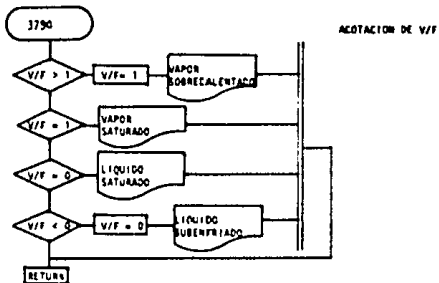 3790
ACOTACION DE V/F
V/F > 1
V/F = 1
VAPOR
SOBRECALENTADO
V/F = 1
VAPOR
SATURADO
V/F = 0
LIQUIDO
SATURADO
V/F < 0
V/F = 0
LIQUIDO
SUBENFRIADO
RETURN